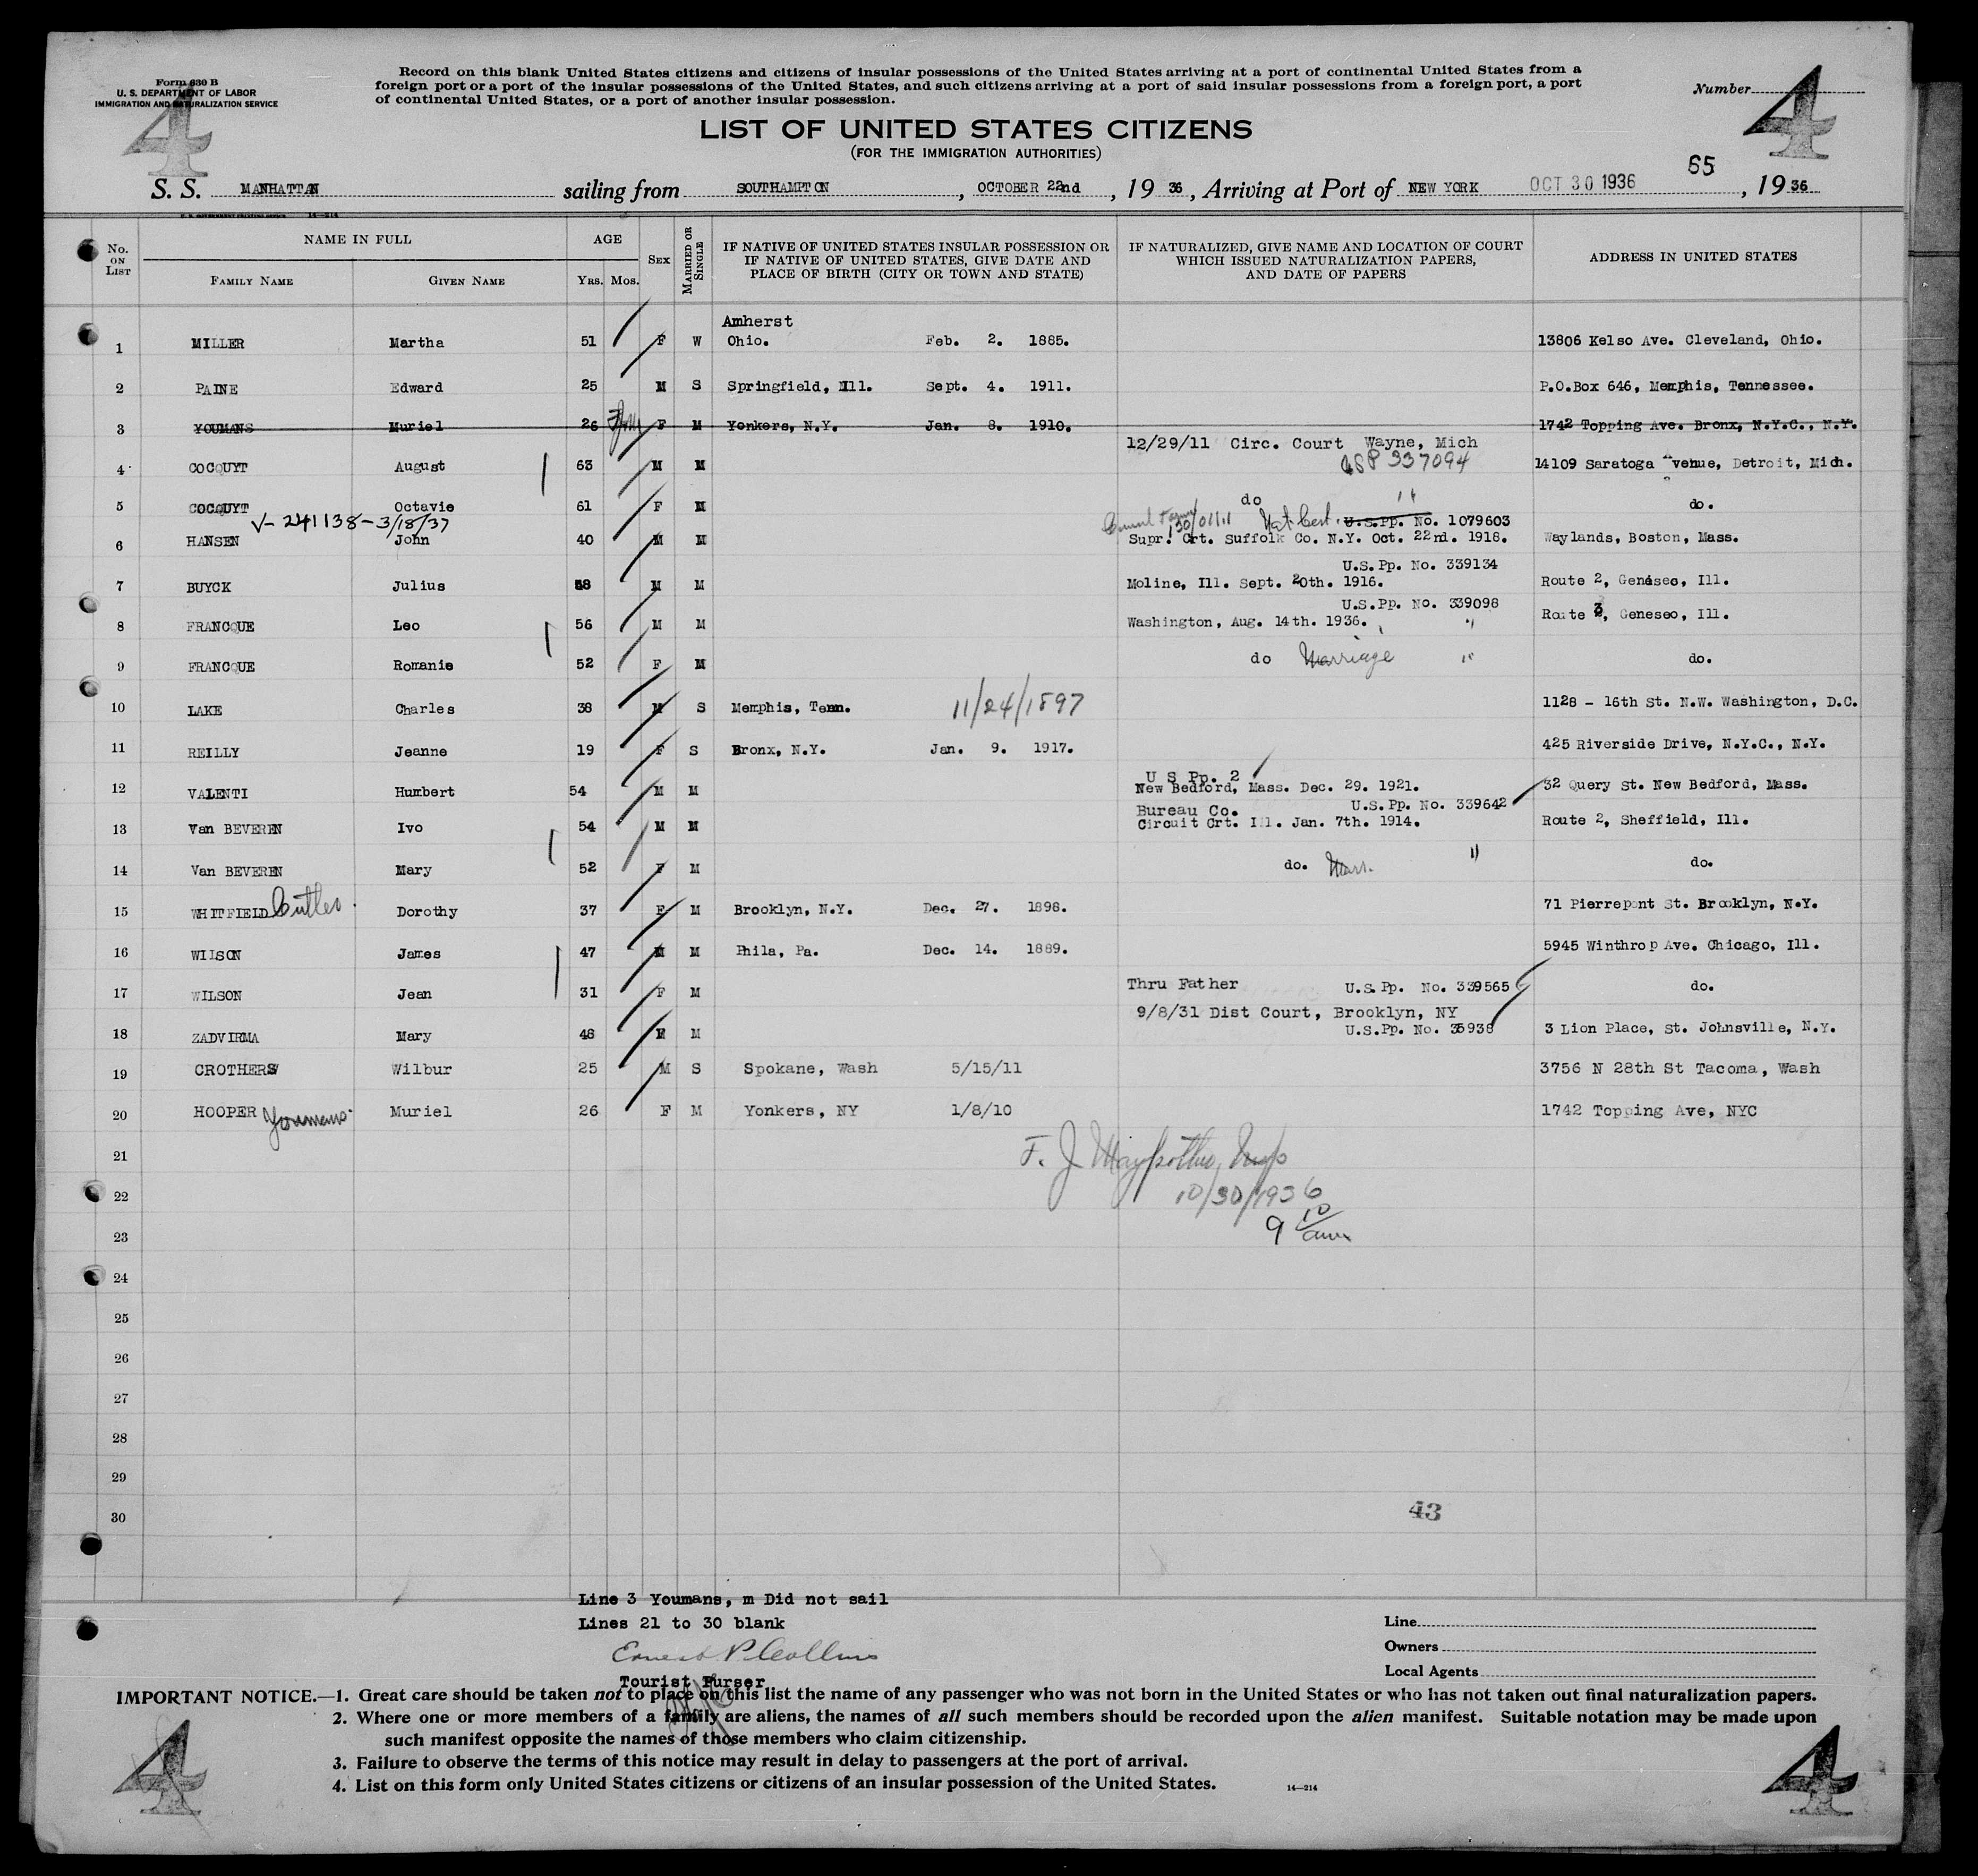 Form 630 B
U. S. DEPARTMENT OF LABOR
IMMIGRATION AND NATURALIZATION SERVICE
4
Record on this blank United States citizens and citizens of insular possessions of the United States arriving at a port of continental United States from a
foreign port or a port of the insular possessions of the United States, and such citizens arriving at a port of said insular possessions from a foreign port, a port
of continental United States, or a port of another insular possession.
Number
4
LIST OF UNITED STATES CITIZENS
(FOR THE IMMIGRATION AUTHORITIES)
65
S. S. MANHATTAN sailing from SOUTHAMPTON, OCTOBER 22nd, 19 36, Arriving at Port of NEW YORK OCT 30 1936, 19 36
14—214
No. ON LIST
NAME IN FULL
FAMILY NAME GIVEN NAME
AGE
YRS. MOS.
SEX
MARRIED OR SINGLE
IF NATIVE OF UNITED STATES INSULAR POSSESSION OR
IF NATIVE OF UNITED STATES, GIVE DATE AND
PLACE OF BIRTH (CITY OR TOWN AND STATE)
IF NATURALIZED, GIVE NAME AND LOCATION OF COURT
WHICH ISSUED NATURALIZATION PAPERS,
AND DATE OF PAPERS
ADDRESS IN UNITED STATES
Amherst
1 MILLER Martha 51 F W Ohio. Feb. 2. 1885. 13806 Kelso Ave. Cleveland, Ohio.
2 PAINE Edward 25 M S Springfield, Ill. Sept. 4. 1911. P.O.Box 646, Memphis, Tennessee.
3 YOUMANS Muriel 26 F M Yonkers, N.Y. Jan. 8. 1910. 1742 Topping Ave. Bronx, N.Y.C., N.Y.
12/29/11 Circ. Court Wayne, Mich
4 COCQUYT August 63 M M USP 337094 14109 Saratoga Avenue, Detroit, Mich.
5 COCQUYT Octavie 61 F M do " do.
V- 241138-3/18/37 Nat Cert. U.S.Pp. No. 1079603
6 HANSEN John 40 M M Supr. Crt. Suffolk Co. N.Y. Oct. 22nd. 1918. Waylands, Boston, Mass.
U.S.Pp. No. 339134
7 BUYCK Julius 58 M M Moline, Ill. Sept. 20th. 1916. Route 2, Geneseo, Ill.
U.S.Pp. No. 339098
8 FRANCQUE Leo 56 M M Washington, Aug. 14th. 1936. " Route 3, Geneseo, Ill.
9 FRANCQUE Romanie 52 F M do Marriage " do.
10 LAKE Charles 38 M S Memphis, Tenn. 11/24/1897 1128 - 16th St. N.W. Washington, D.C.
11 REILLY Jeanne 19 F S Bronx, N.Y. Jan. 9. 1917. 425 Riverside Drive, N.Y.C., N.Y.
U S Pp. 2
12 VALENTI Humbert 54 M M New Bedford, Mass. Dec. 29. 1921. 32 Query St. New Bedford, Mass.
Bureau Co. U.S.Pp. No. 339642
13 Van BEVEREN Ivo 54 M M Circuit Crt. Ill. Jan. 7th. 1914. Route 2, Sheffield, Ill.
14 Van BEVEREN Mary 52 F M do. Marr. " do.
15 WHITFIELD Cutler Dorothy 37 F M Brooklyn, N.Y. Dec. 27. 1898. 71 Pierrepont St. Brooklyn, N.Y.
16 WILSON James 47 M M Phila, Pa. Dec. 14. 1889. 5945 Winthrop Ave. Chicago, Ill.
17 WILSON Jean 31 F M Thru Father U.S.Pp. No. 339565 do.
9/8/31 Dist Court, Brooklyn, NY
18 ZADVIRMA Mary 48 F M U.S.Pp. No. 35938 3 Lion Place, St. Johnsville, N.Y.
19 CROTHERS Wilbur 25 M S Spokane, Wash 5/15/11 3756 N 28th St Tacoma, Wash
20 HOOPER Youmans Muriel 26 F M Yonkers, NY 1/8/10 1742 Topping Ave, NYC
21
F. J.
22
10/30/1936
23
9 10/am
24
25
26
27
28
29
30
43
Line 3 Youmans, m Did not sail
Lines 21 to 30 blank
Ernest P. Collins
Tourist Purser
Line
Owners
Local Agents
IMPORTANT NOTICE.—1. Great care should be taken not to place on this list the name of any passenger who was not born in the United States or who has not taken out final naturalization papers.
2. Where one or more members of a family are aliens, the names of all such members should be recorded upon the alien manifest. Suitable notation may be made upon
such manifest opposite the names of those members who claim citizenship.
3. Failure to observe the terms of this notice may result in delay to passengers at the port of arrival.
4. List on this form only United States citizens or citizens of an insular possession of the United States.
14—214
4
4